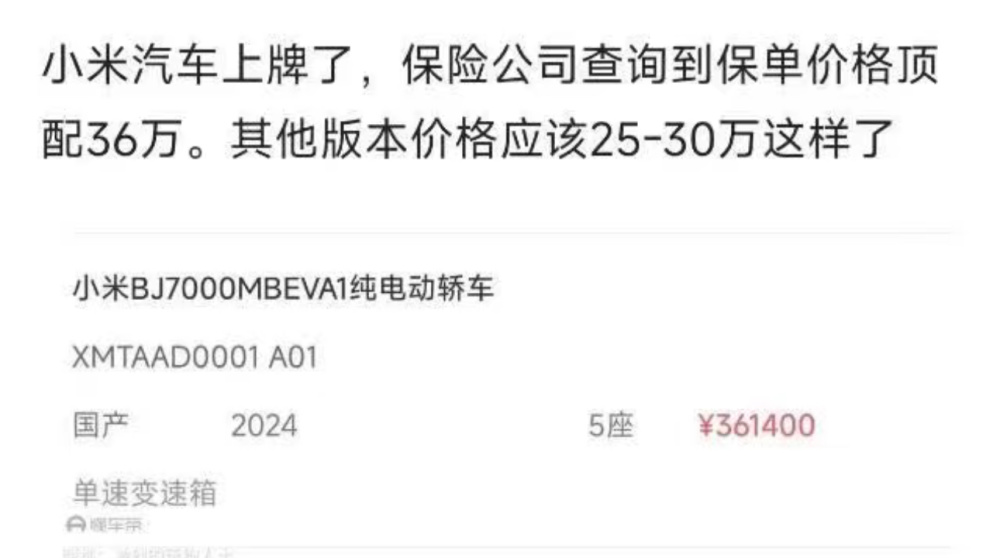 小米汽车上牌了，保险公司查询到保单价格顶
配36万。其他版本价格应该25-30万这样了
小米BJ7000MBEVA1纯电动轿车
XMTAAD0001 A01
国产 2024 5座 ¥361400
单速变速箱
懂车帝